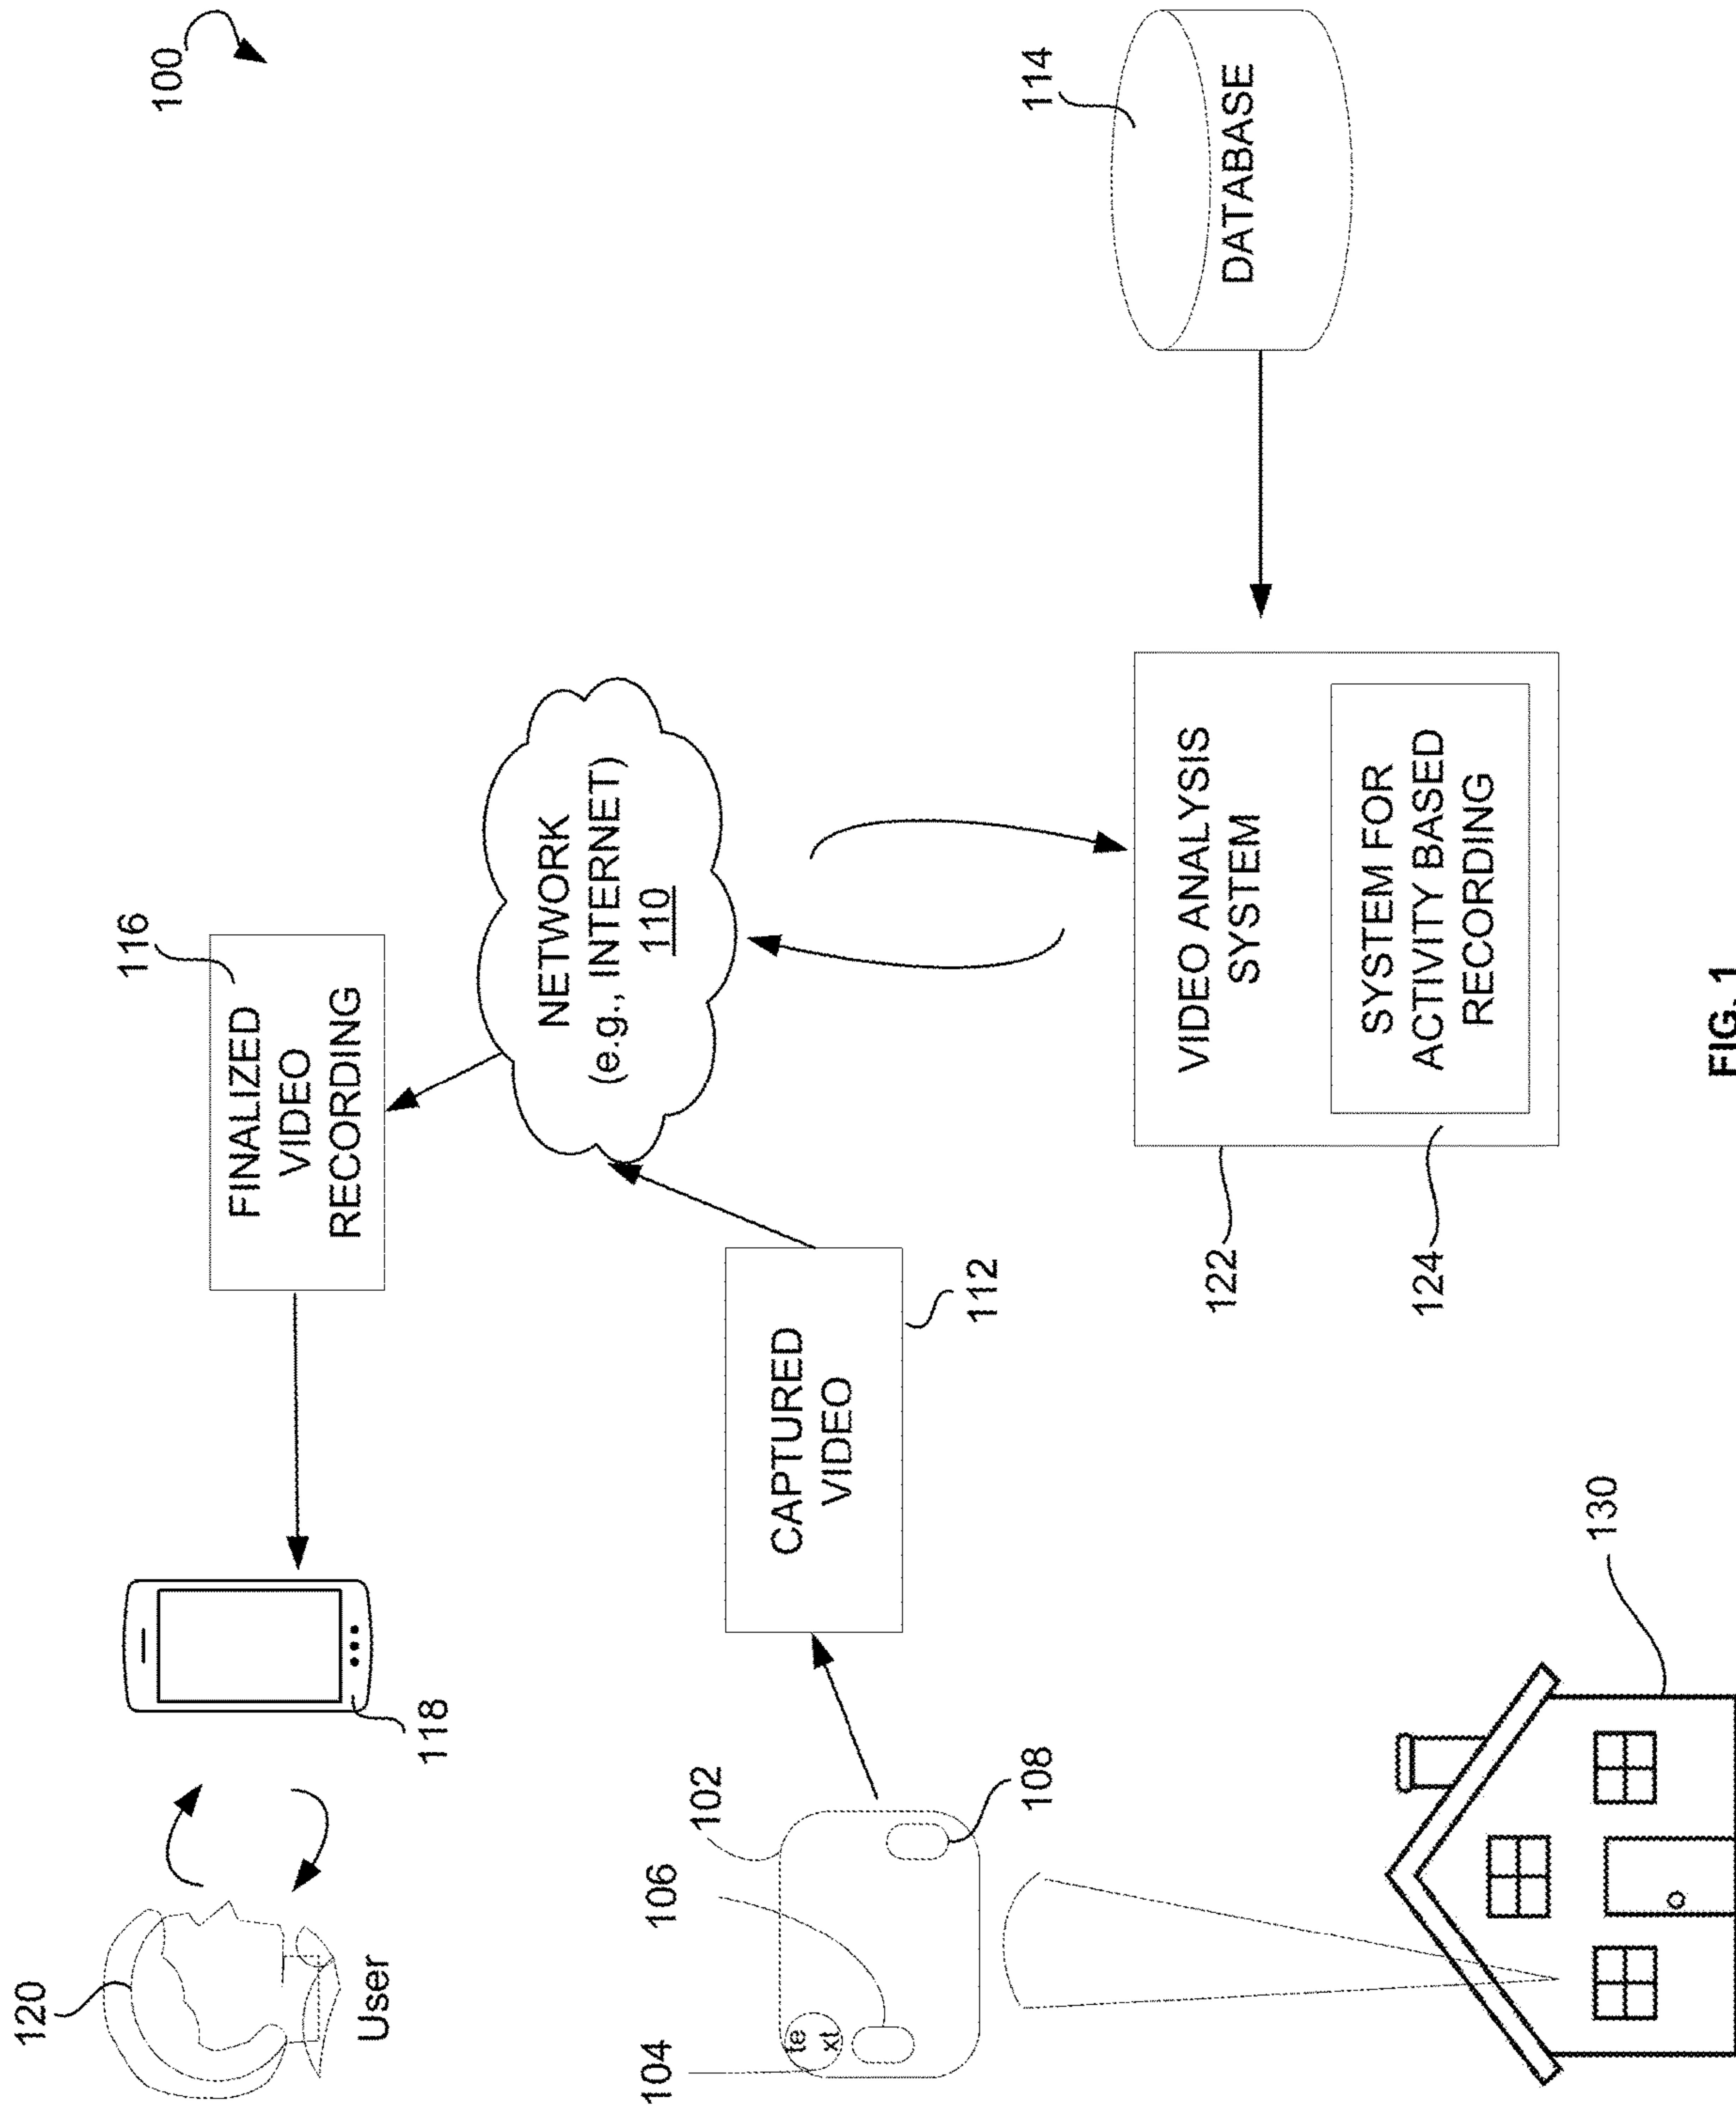 100
120
User
118
116
FINALIZED
VIDEO
RECORDING
NETWORK
(e.g., INTERNET)
110
104
te
xt
106
102
108
CAPTURED
VIDEO
112
114
DATABASE
122
VIDEO ANALYSIS
SYSTEM
124
SYSTEM FOR
ACTIVITY BASED
RECORDING
130
FIG. 1